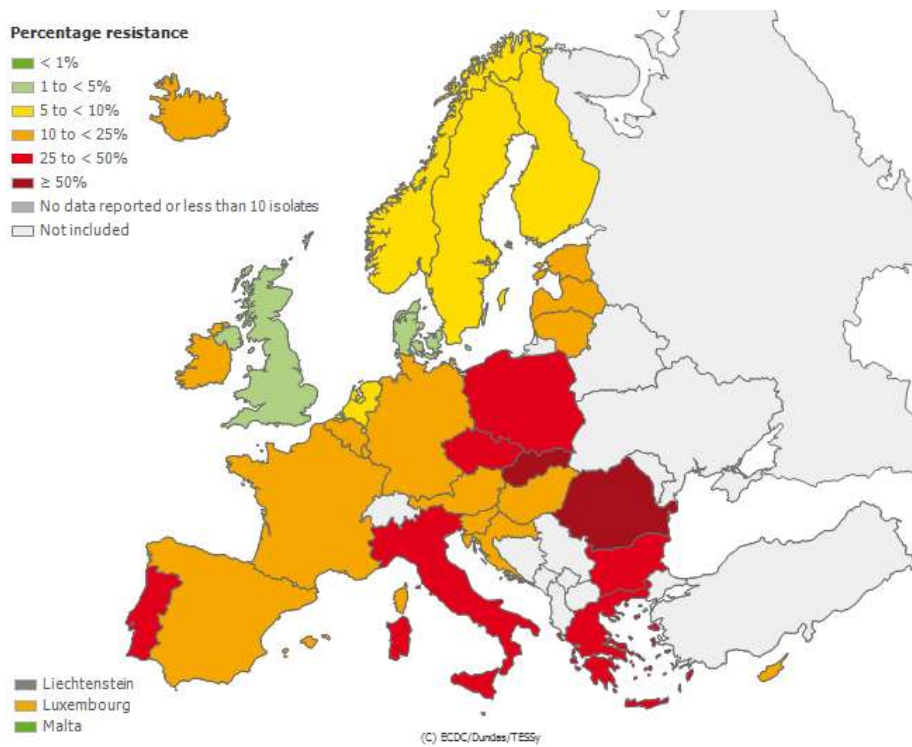 Percentage resistance
< 1%
1 to < 5%
5 to < 10%
10 to < 25%
25 to < 50%
≥ 50%
No data reported or less than 10 isolates
Not included
Liechtenstein
Luxembourg
Malta
(C) ECDC/Dundas/TESSy